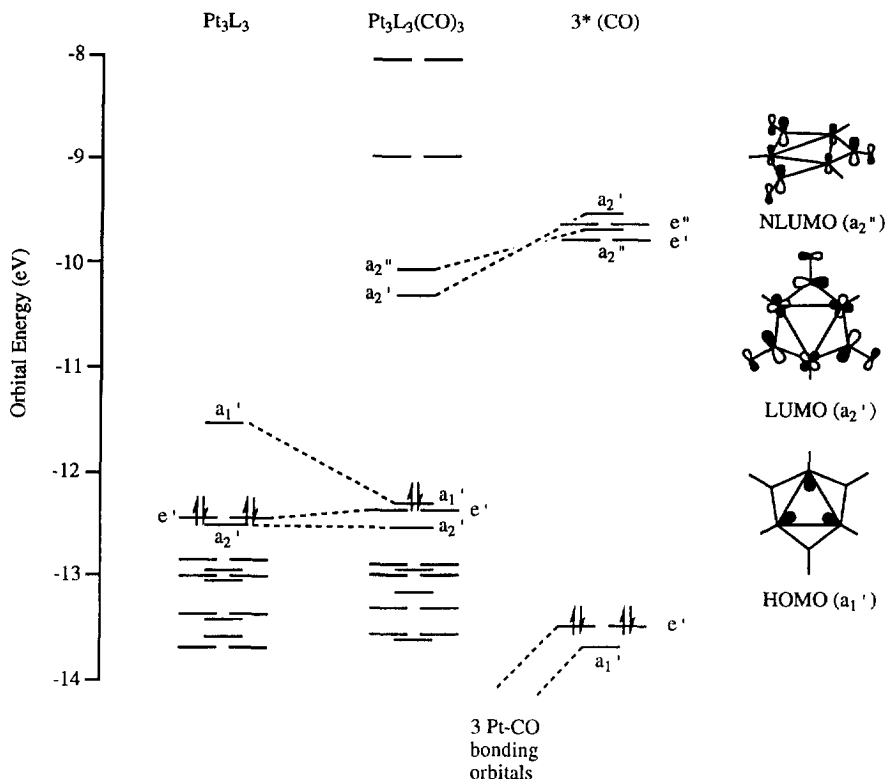 Pt₃L₃
Pt₃L₃(CO)₃
3* (CO)
Orbital Energy (eV)
-8
-9
-10
-11
-12
-13
-14
a₁'
e'
a₂'
a₂"
a₂'
a₁'
e'
a₂'
a₂'
e"
e'
a₂"
e'
a₁'
3 Pt-CO
bonding
orbitals
NLUMO (a₂")
LUMO (a₂')
HOMO (a₁')